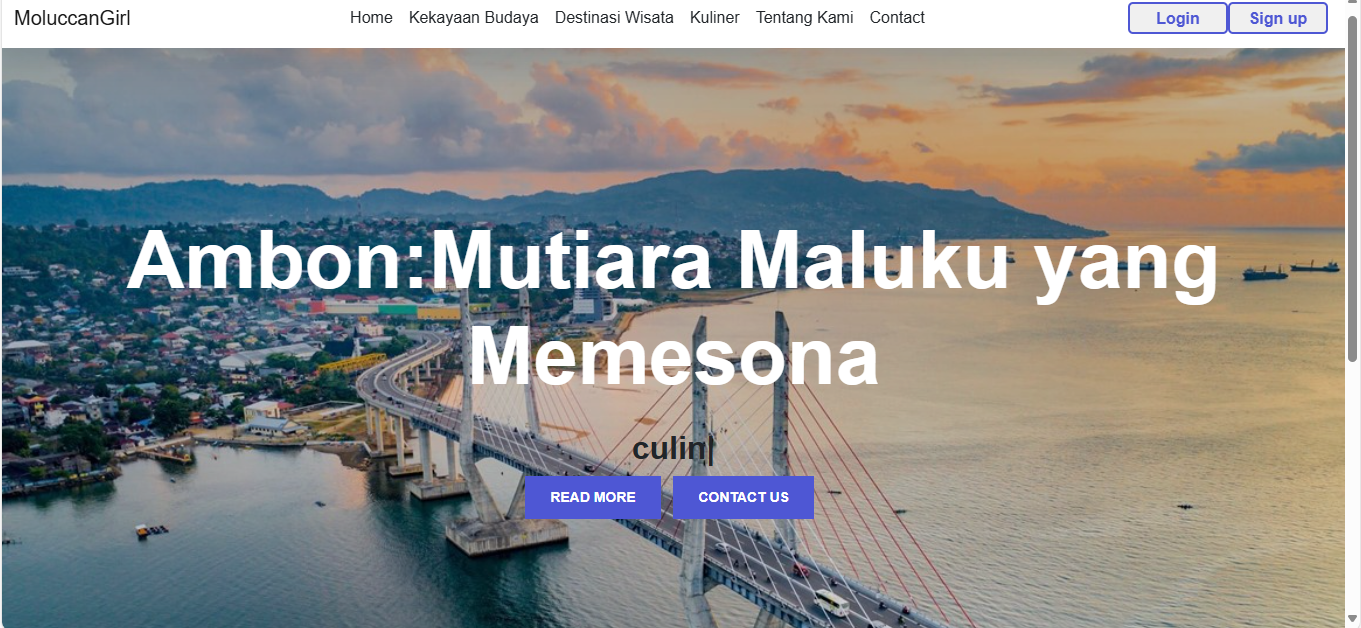 MoluccanGirl
Home Kekayaan Budaya Destinasi Wisata Kuliner Tentang Kami Contact
Login Sign up
Ambon:Mutiara Maluku yang
Memesona
culin|
READ MORE CONTACT US